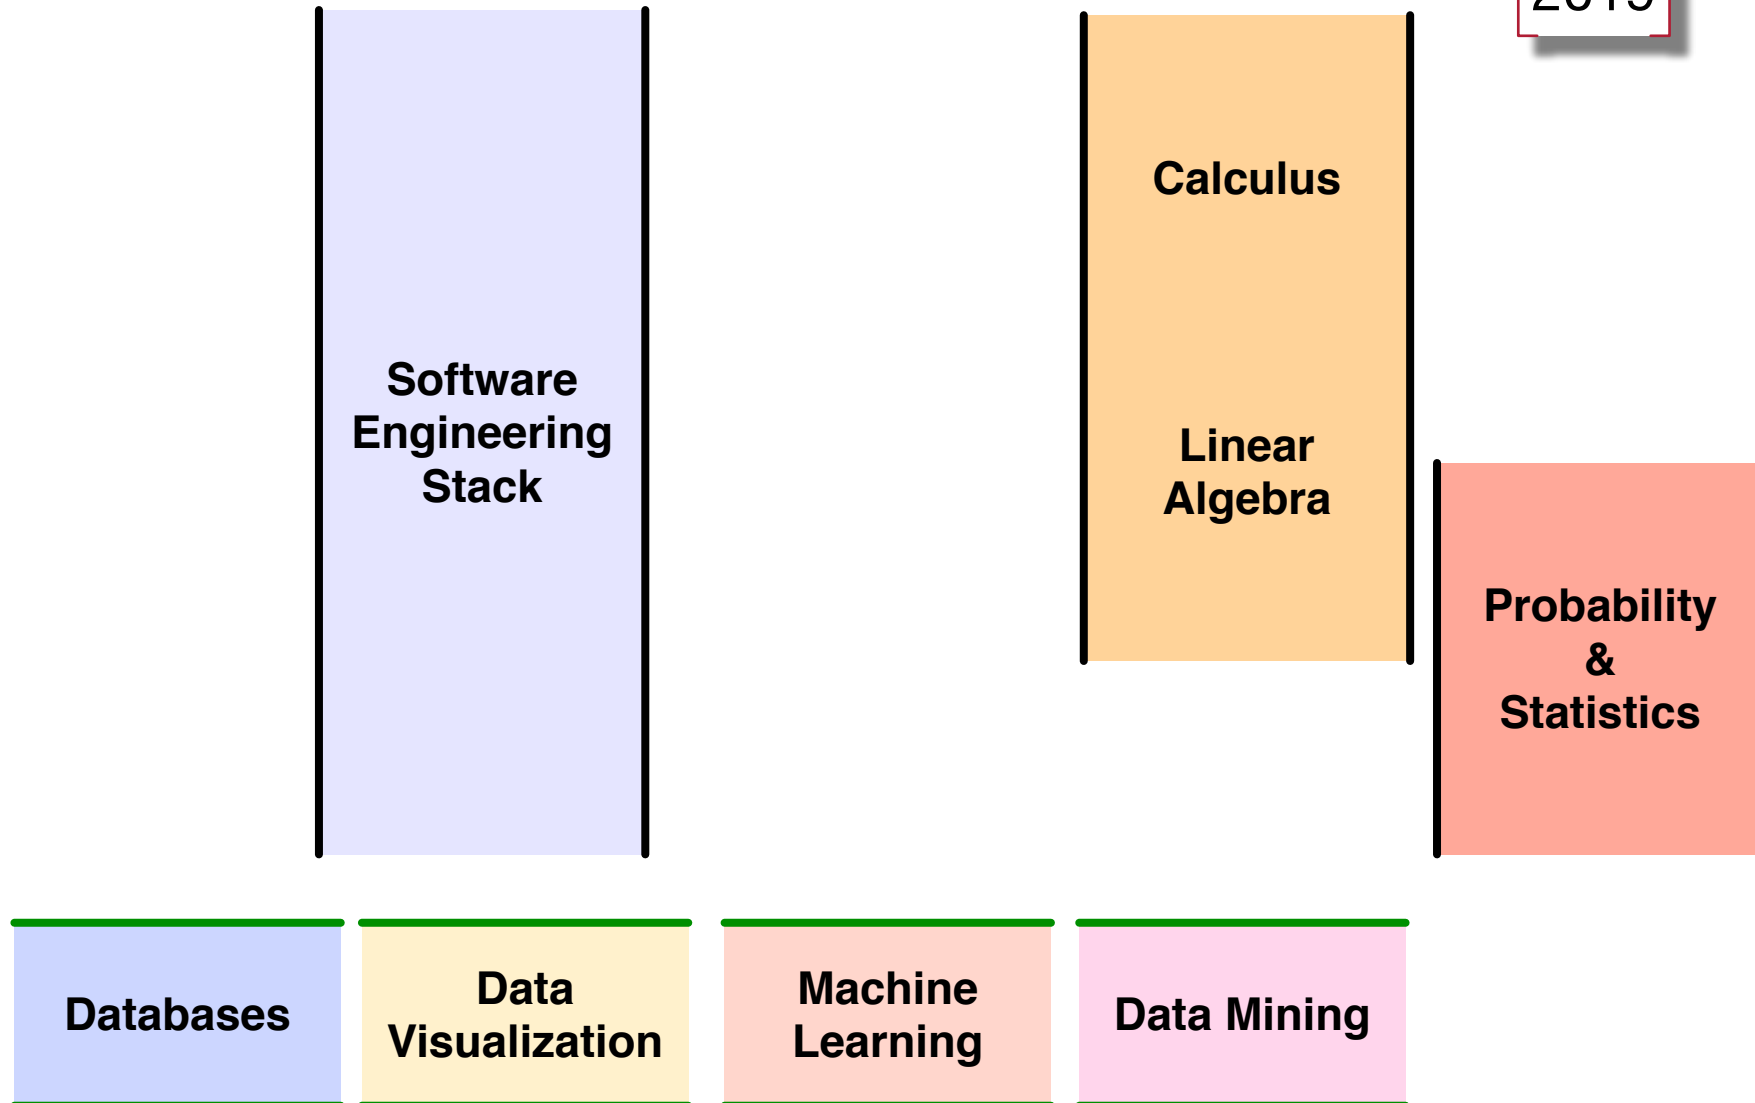 Calculus
Software
Engineering
Stack
Linear
Algebra
Probability
&
Statistics
Databases
Data
Visualization
Machine
Learning
Data Mining